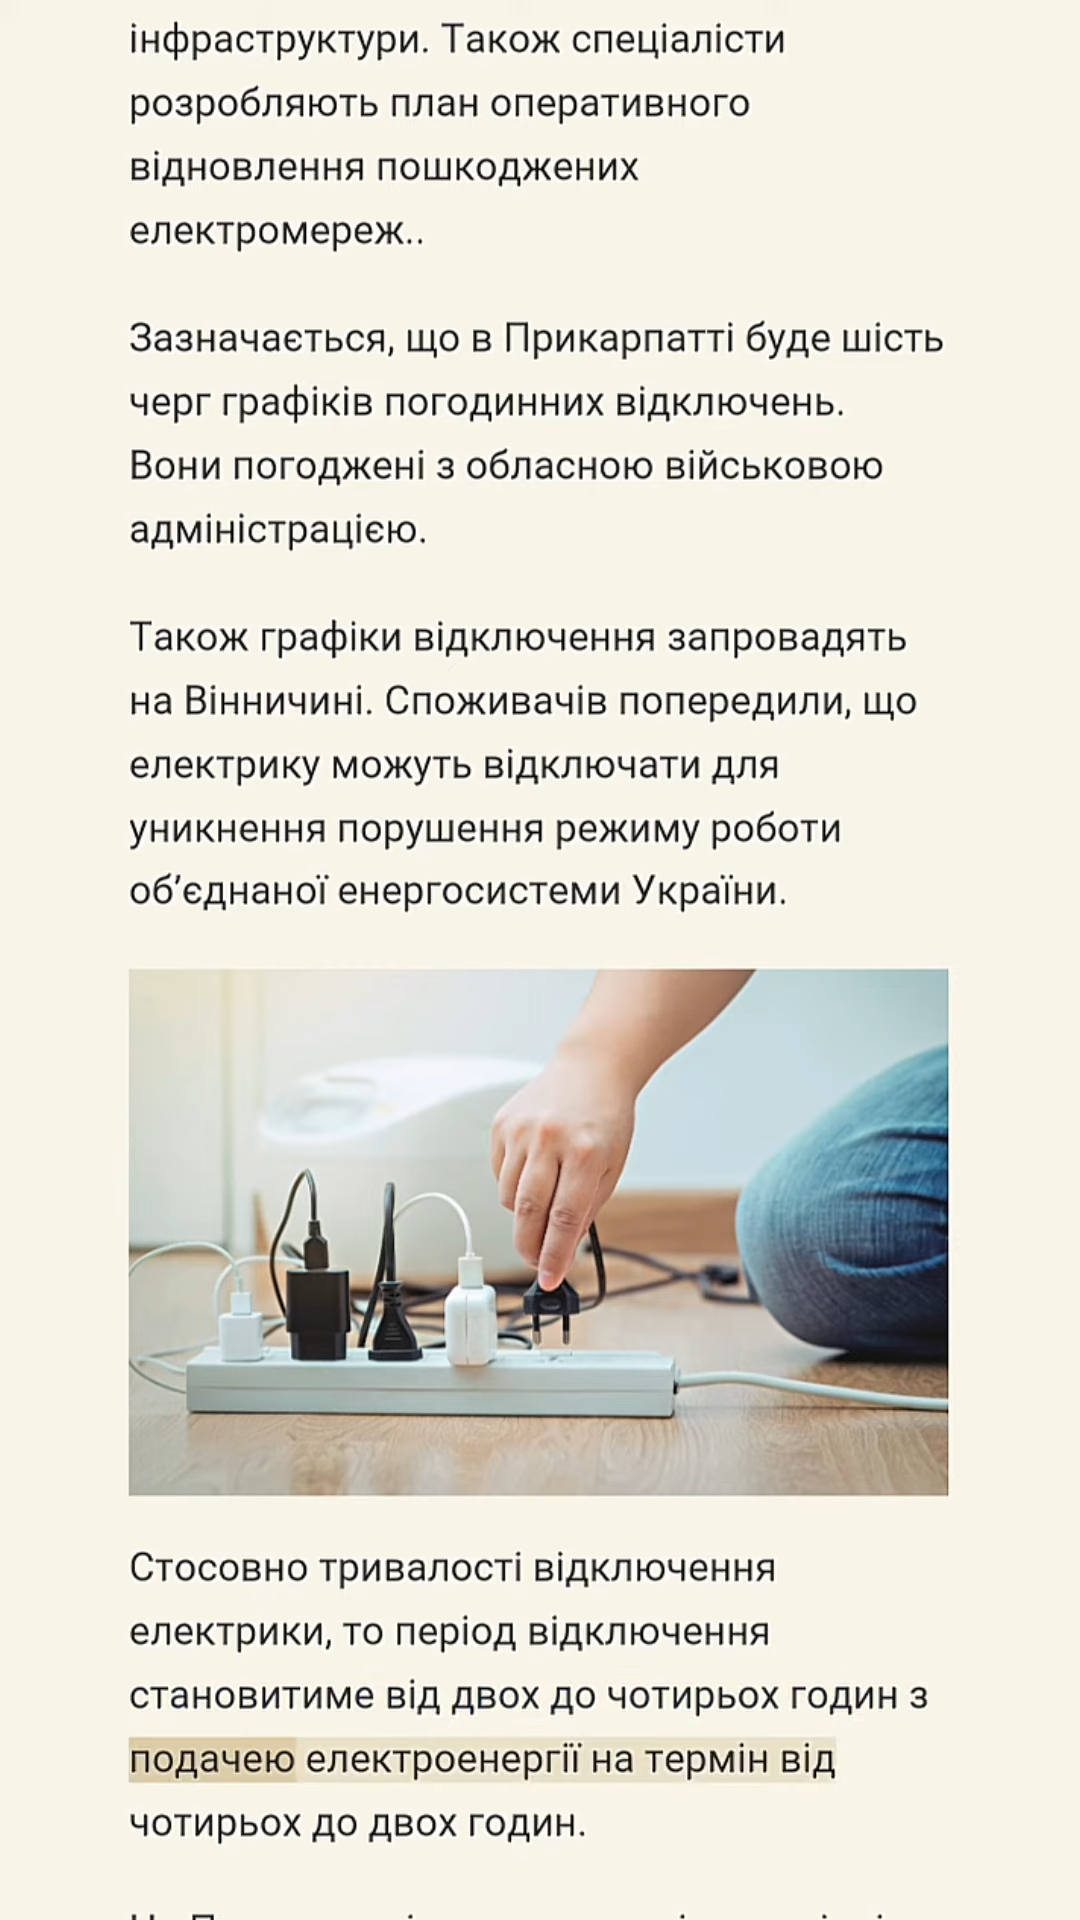 інфраструктури. Також спеціалісти
розробляють план оперативного
відновлення пошкоджених
електромереж..
Зазначається, що в Прикарпатті буде шість
черг графіків погодинних відключень.
Вони погоджені з обласною військовою
адміністрацією.
Також графіки відключення запровадять
на Вінничині. Споживачів попередили, що
електрику можуть відключати для
уникнення порушення режиму роботи
об’єднаної енергосистеми України.
Стосовно тривалості відключення
електрики, то період відключення
становитиме від двох до чотирьох годин з
подачею електроенергії на термін від
чотирьох до двох годин.